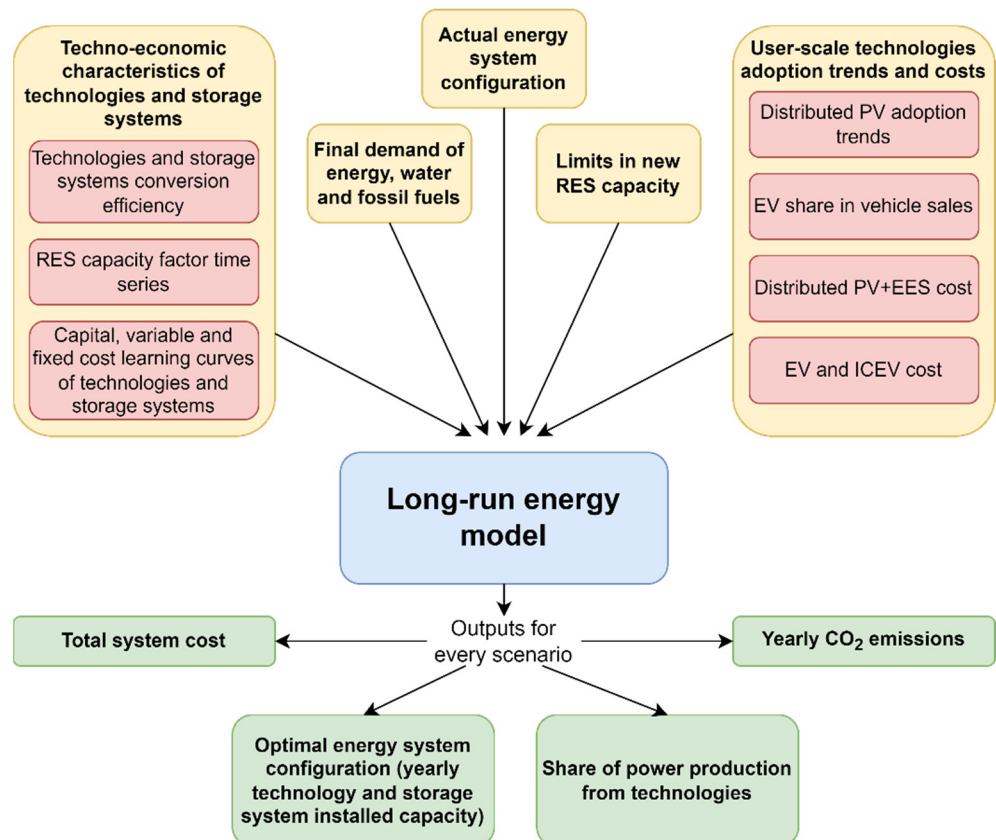 Techno-economic
characteristics of
technologies and storage
systems
Technologies and storage
systems conversion
efficiency
RES capacity factor time
series
Capital, variable and
fixed cost learning curves
of technologies and
storage systems
Final demand of
energy, water
and fossil fuels
Actual energy
system
configuration
Limits in new
RES capacity
User-scale technologies
adoption trends and costs
Distributed PV adoption
trends
EV share in vehicle sales
Distributed PV+EES cost
EV and ICEV cost
Long-run energy
model
Outputs for
every scenario
Total system cost
Yearly CO₂ emissions
Optimal energy system
configuration (yearly
technology and storage
system installed capacity)
Share of power production
from technologies